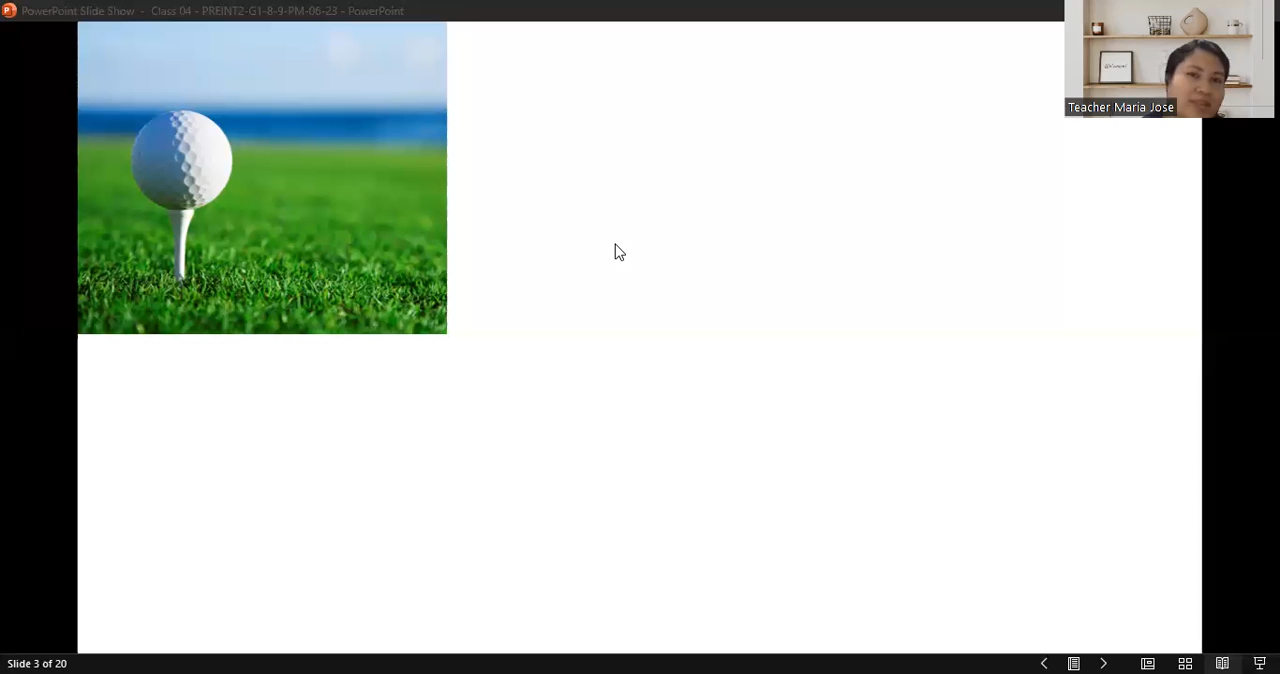 PowerPoint Slide Show - Class 04 - PREINT2-G1-8-9-PM-06-23 - PowerPoint
Teacher Maria Jose
Slide 3 of 20